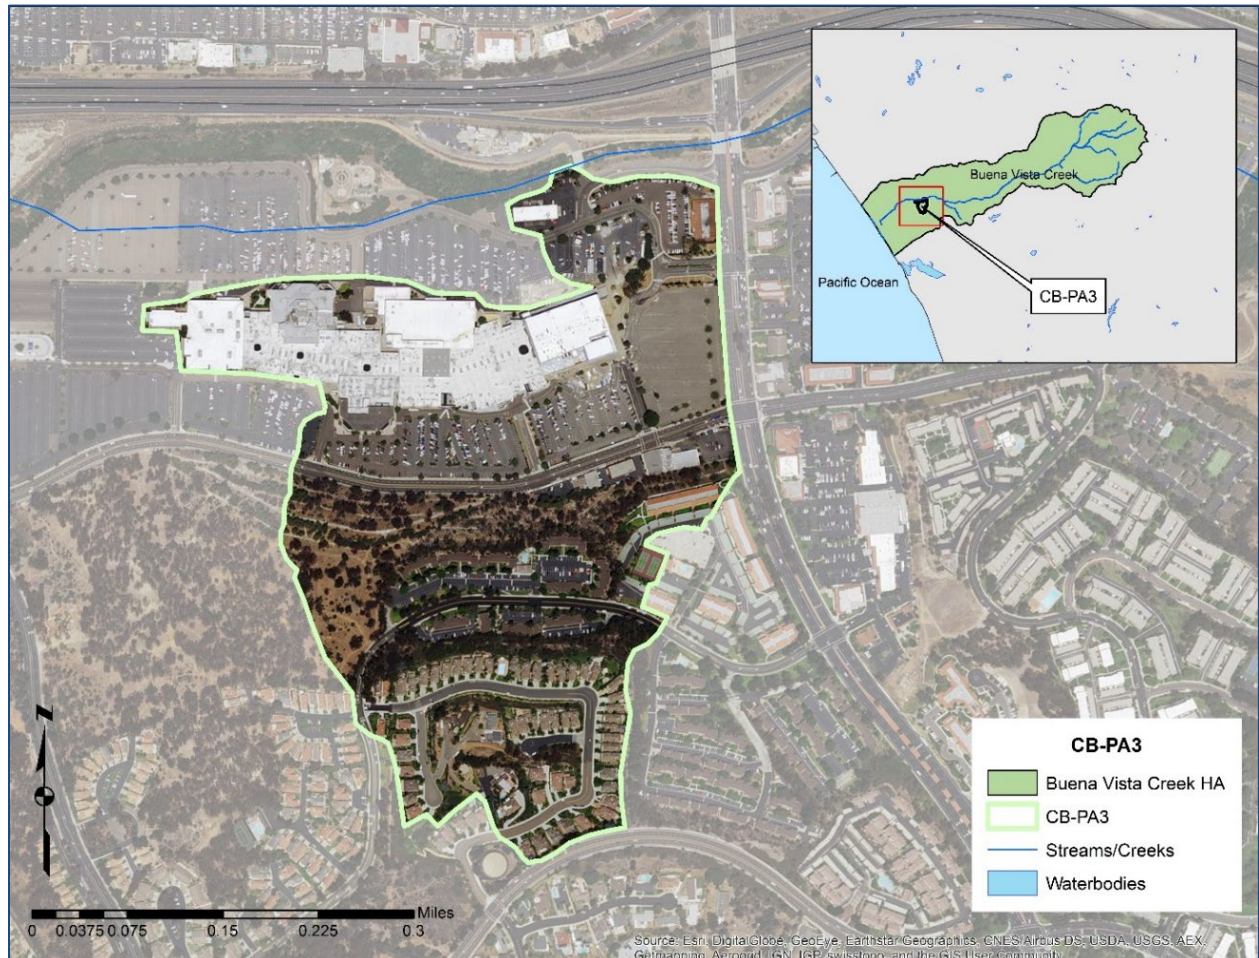 Buena Vista Creek
Pacific Ocean
CB-PA3
CB-PA3
Buena Vista Creek HA
CB-PA3
Streams/Creeks
Waterbodies
N
Miles
0 0.0375 0.075 0.15 0.225 0.3
Source: Esri, DigitalGlobe, GeoEye, Earthstar Geographics, CNES/Airbus DS, USDA, USGS, AEX,
Getmapping, Aerogrid, IGN, IGP, swisstopo, and the GIS User Community